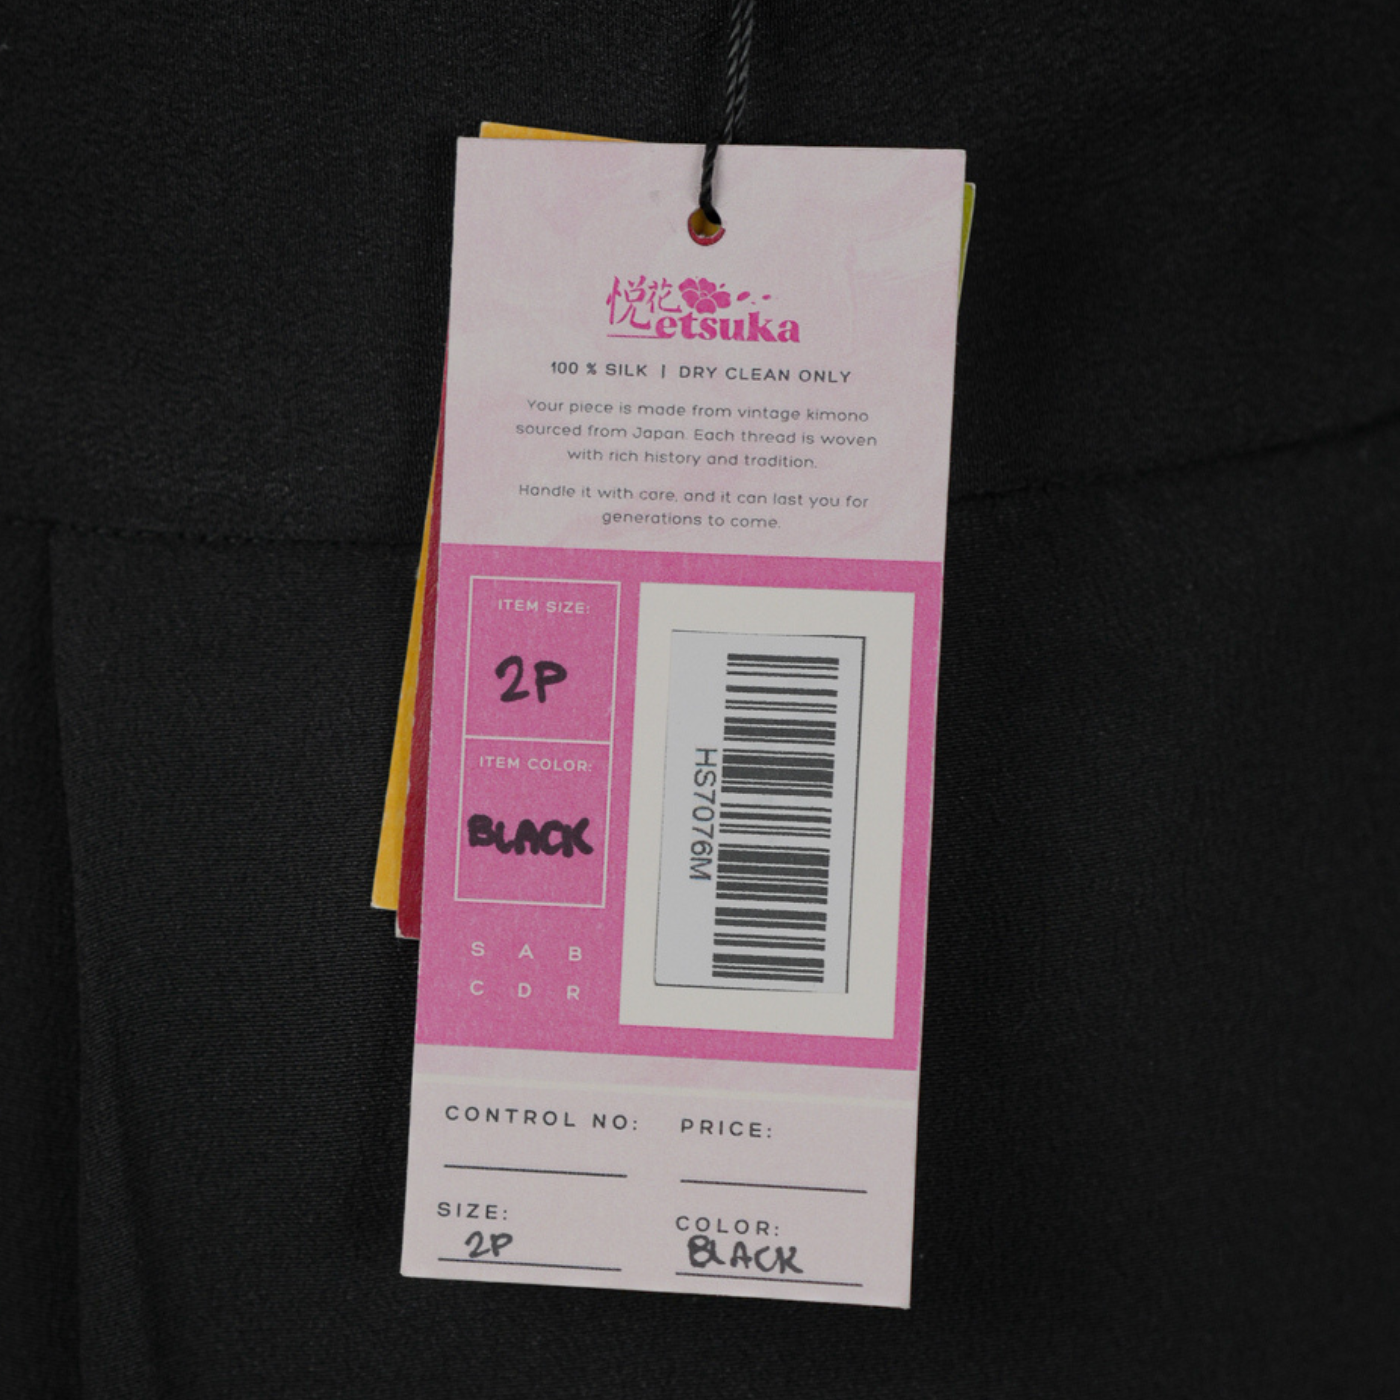 悦花
etsuka
100 % SILK | DRY CLEAN ONLY
Your piece is made from vintage kimono
sourced from Japan. Each thread is woven
with rich history and tradition.
Handle it with care, and it can last you for
generations to come.
ITEM SIZE:
2P
ITEM COLOR:
BLACK
S A B
C D R
HS7076M
CONTROL NO:
PRICE:
SIZE:
2P
COLOR:
BLACK